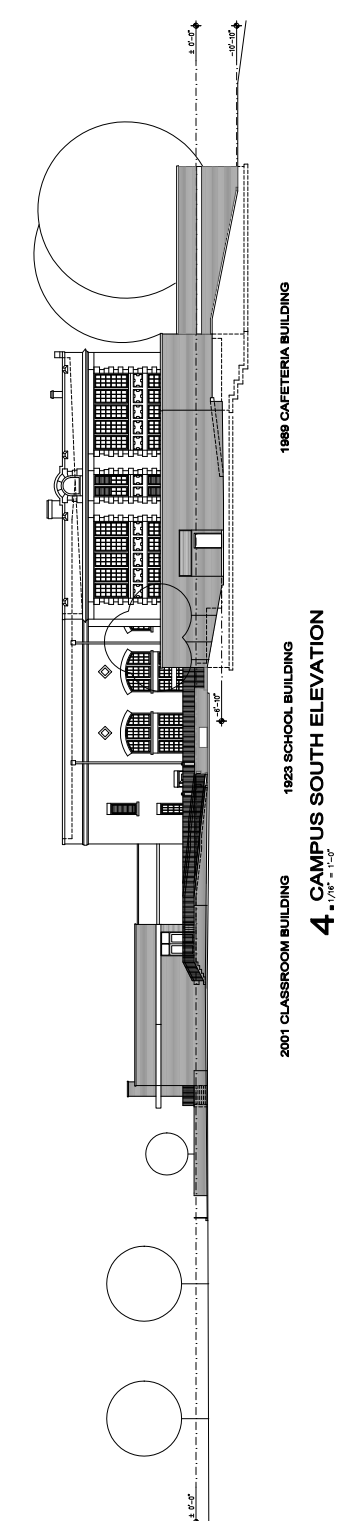 ± 0'-0"
-10'-10"
-6'-10"
± 0'-0"
2001 CLASSROOM BUILDING
1923 SCHOOL BUILDING
1989 CAFETERIA BUILDING
4. CAMPUS SOUTH ELEVATION
1/16" = 1'-0"